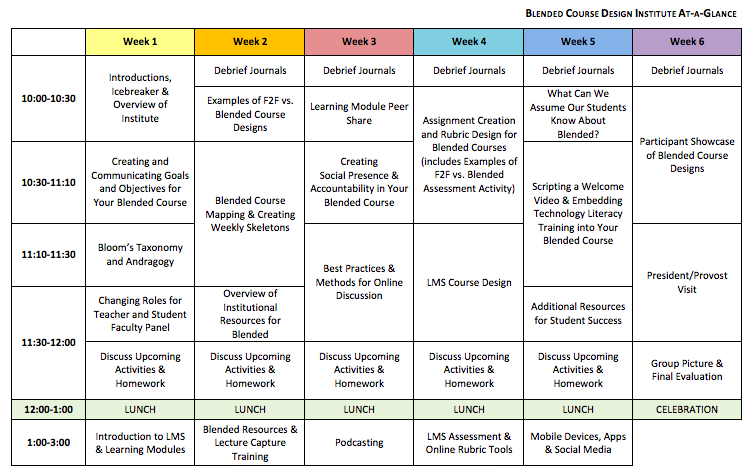 BLENDED COURSE DESIGN INSTITUTE AT-A-GLANCE
Week 1
Week 2
Week 3
Week 4
Week 5
Week 6
10:00-10:30
Introductions,
Icebreaker &
Overview of
Institute
Debrief Journals
Debrief Journals
Debrief Journals
Debrief Journals
Debrief Journals
Examples of F2F vs.
Blended Course
Designs
Learning Module Peer
Share
Assignment Creation
and Rubric Design for
Blended Courses
(includes Examples of
F2F vs. Blended
Assessment Activity)
What Can We
Assume Our Students
Know About
Blended?
Participant Showcase
of Blended Course
Designs
10:30-11:10
Creating and
Communicating Goals
and Objectives for
Your Blended Course
Blended Course
Mapping & Creating
Weekly Skeletons
Creating
Social Presence &
Accountability in Your
Blended Course
Scripting a Welcome
Video & Embedding
Technology Literacy
Training into Your
Blended Course
11:10-11:30
Bloom's Taxonomy
and Andragogy
Best Practices &
Methods for Online
Discussion
LMS Course Design
President/Provost
Visit
11:30-12:00
Changing Roles for
Teacher and Student
Faculty Panel
Overview of
Institutional
Resources for
Blended
Additional Resources
for Student Success
Discuss Upcoming
Activities &
Homework
Discuss Upcoming
Activities &
Homework
Discuss Upcoming
Activities &
Homework
Discuss Upcoming
Activities &
Homework
Discuss Upcoming
Activities &
Homework
Group Picture &
Final Evaluation
12:00-1:00
LUNCH
LUNCH
LUNCH
LUNCH
LUNCH
CELEBRATION
1:00-3:00
Introduction to LMS
& Learning Modules
Blended Resources &
Lecture Capture
Training
Podcasting
LMS Assessment &
Online Rubric Tools
Mobile Devices, Apps
& Social Media